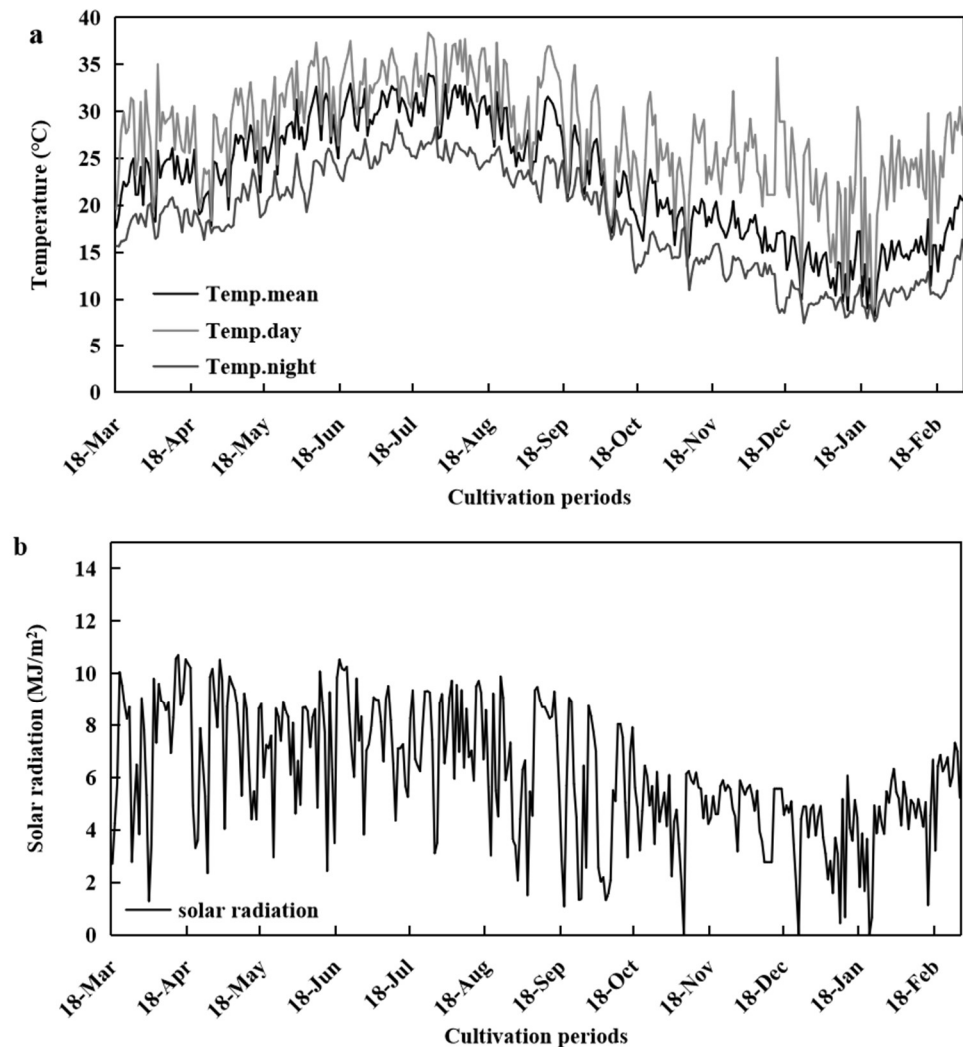 a
40
35
30
25
20
15
10
5
0
Temperature (°C)
Temp.mean
Temp.day
Temp.night
18-Mar 18-Apr 18-May 18-Jun 18-Jul 18-Aug 18-Sep 18-Oct 18-Nov 18-Dec 18-Jan 18-Feb
Cultivation periods
b
14
12
10
8
6
4
2
0
Solar radiation (MJ/m²)
solar radiation
18-Mar 18-Apr 18-May 18-Jun 18-Jul 18-Aug 18-Sep 18-Oct 18-Nov 18-Dec 18-Jan 18-Feb
Cultivation periods